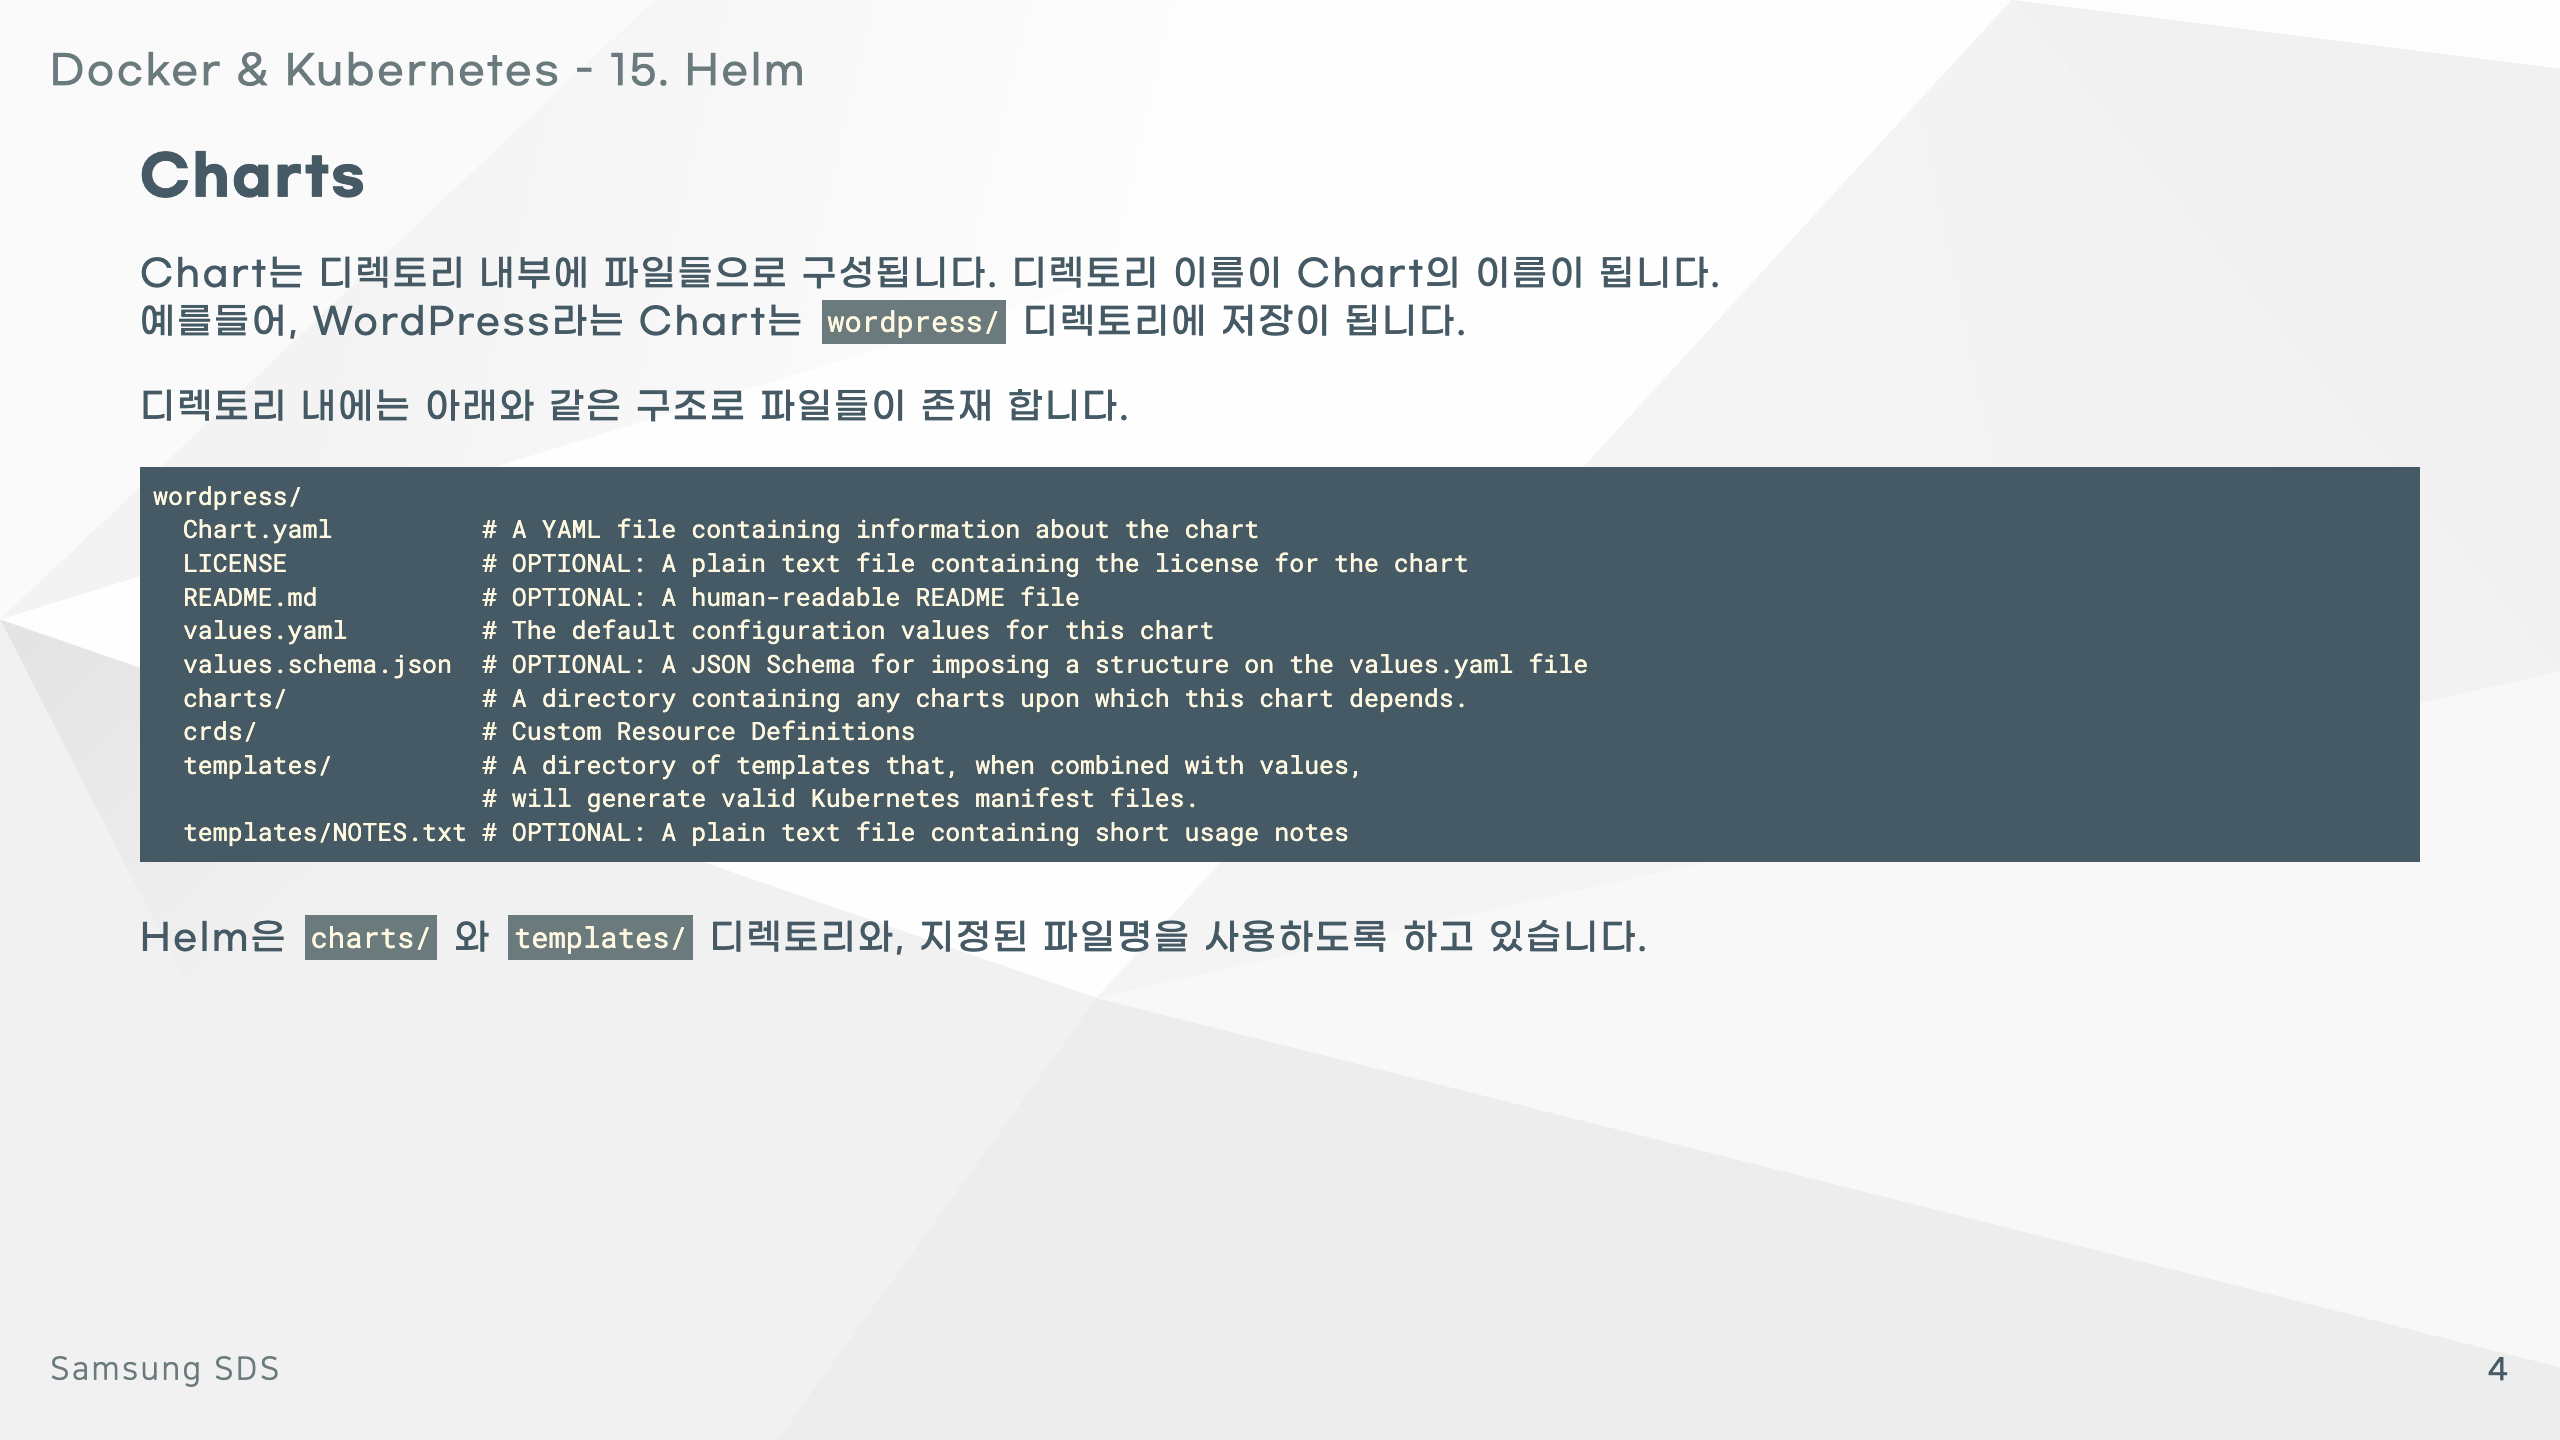 Docker & Kubernetes - 15. Helm
Charts
Chart는 디렉토리 내부에 파일들으로 구성됩니다. 디렉토리 이름이 Chart의 이름이 됩니다.
예를들어, WordPress라는 Chart는 wordpress/ 디렉토리에 저장이 됩니다.
디렉토리 내에는 아래와 같은 구조로 파일들이 존재 합니다.
wordpress/
  Chart.yaml          # A YAML file containing information about the chart
  LICENSE             # OPTIONAL: A plain text file containing the license for the chart
  README.md           # OPTIONAL: A human-readable README file
  values.yaml         # The default configuration values for this chart
  values.schema.json  # OPTIONAL: A JSON Schema for imposing a structure on the values.yaml file
  charts/             # A directory containing any charts upon which this chart depends.
  crds/               # Custom Resource Definitions
  templates/          # A directory of templates that, when combined with values,
                      # will generate valid Kubernetes manifest files.
  templates/NOTES.txt # OPTIONAL: A plain text file containing short usage notes
Helm은 charts/ 와 templates/ 디렉토리와, 지정된 파일명을 사용하도록 하고 있습니다.
Samsung SDS
4